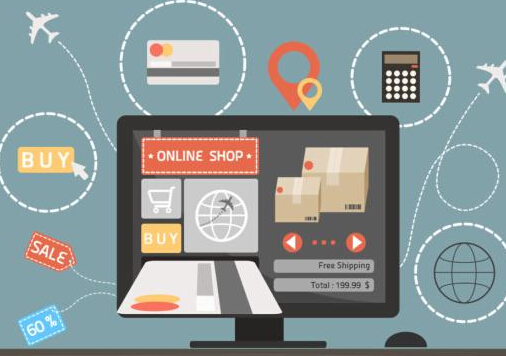 BUY
SALE
60%
★ ONLINE SHOP ★
BUY
Free Shipping
Total : 199.99 $